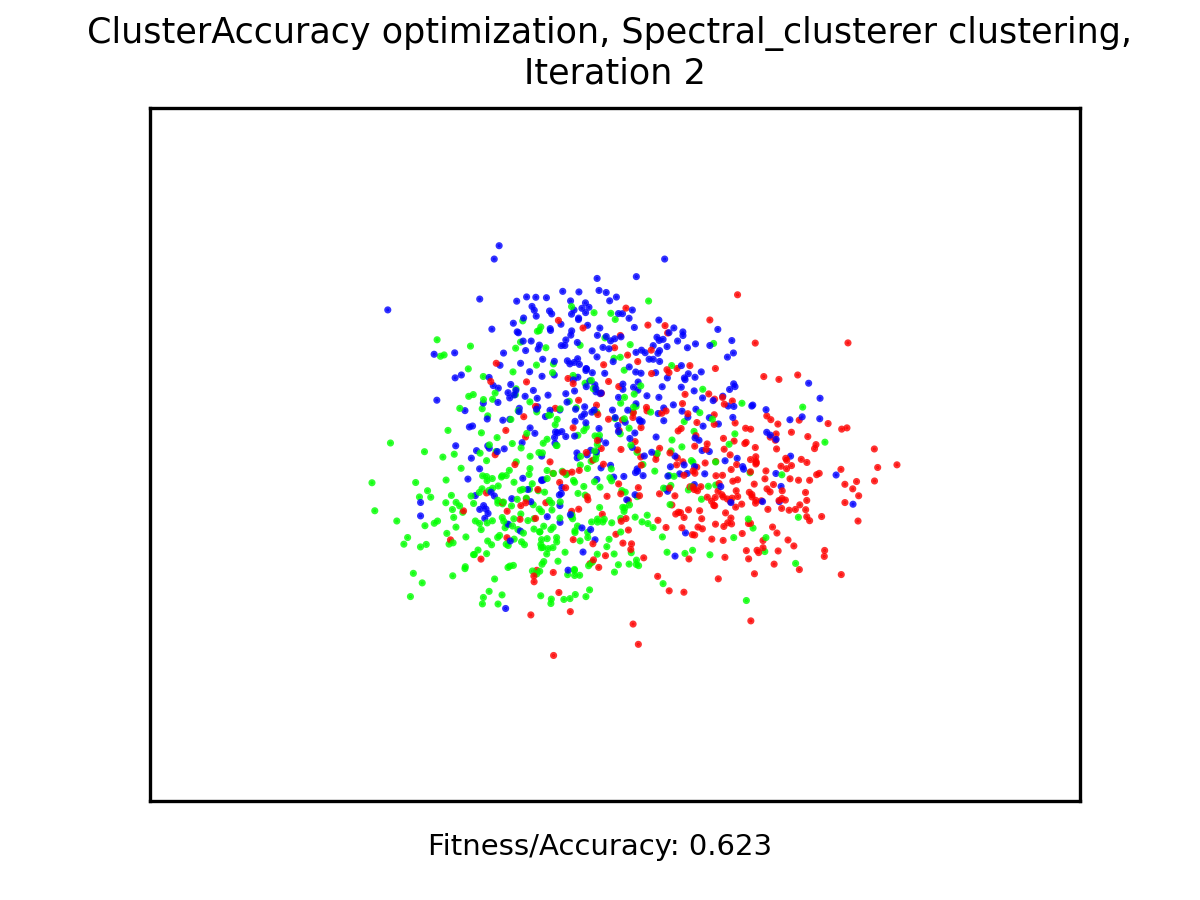 ClusterAccuracy optimization, Spectral_clusterer clustering,
Iteration 2
Fitness/Accuracy: 0.623